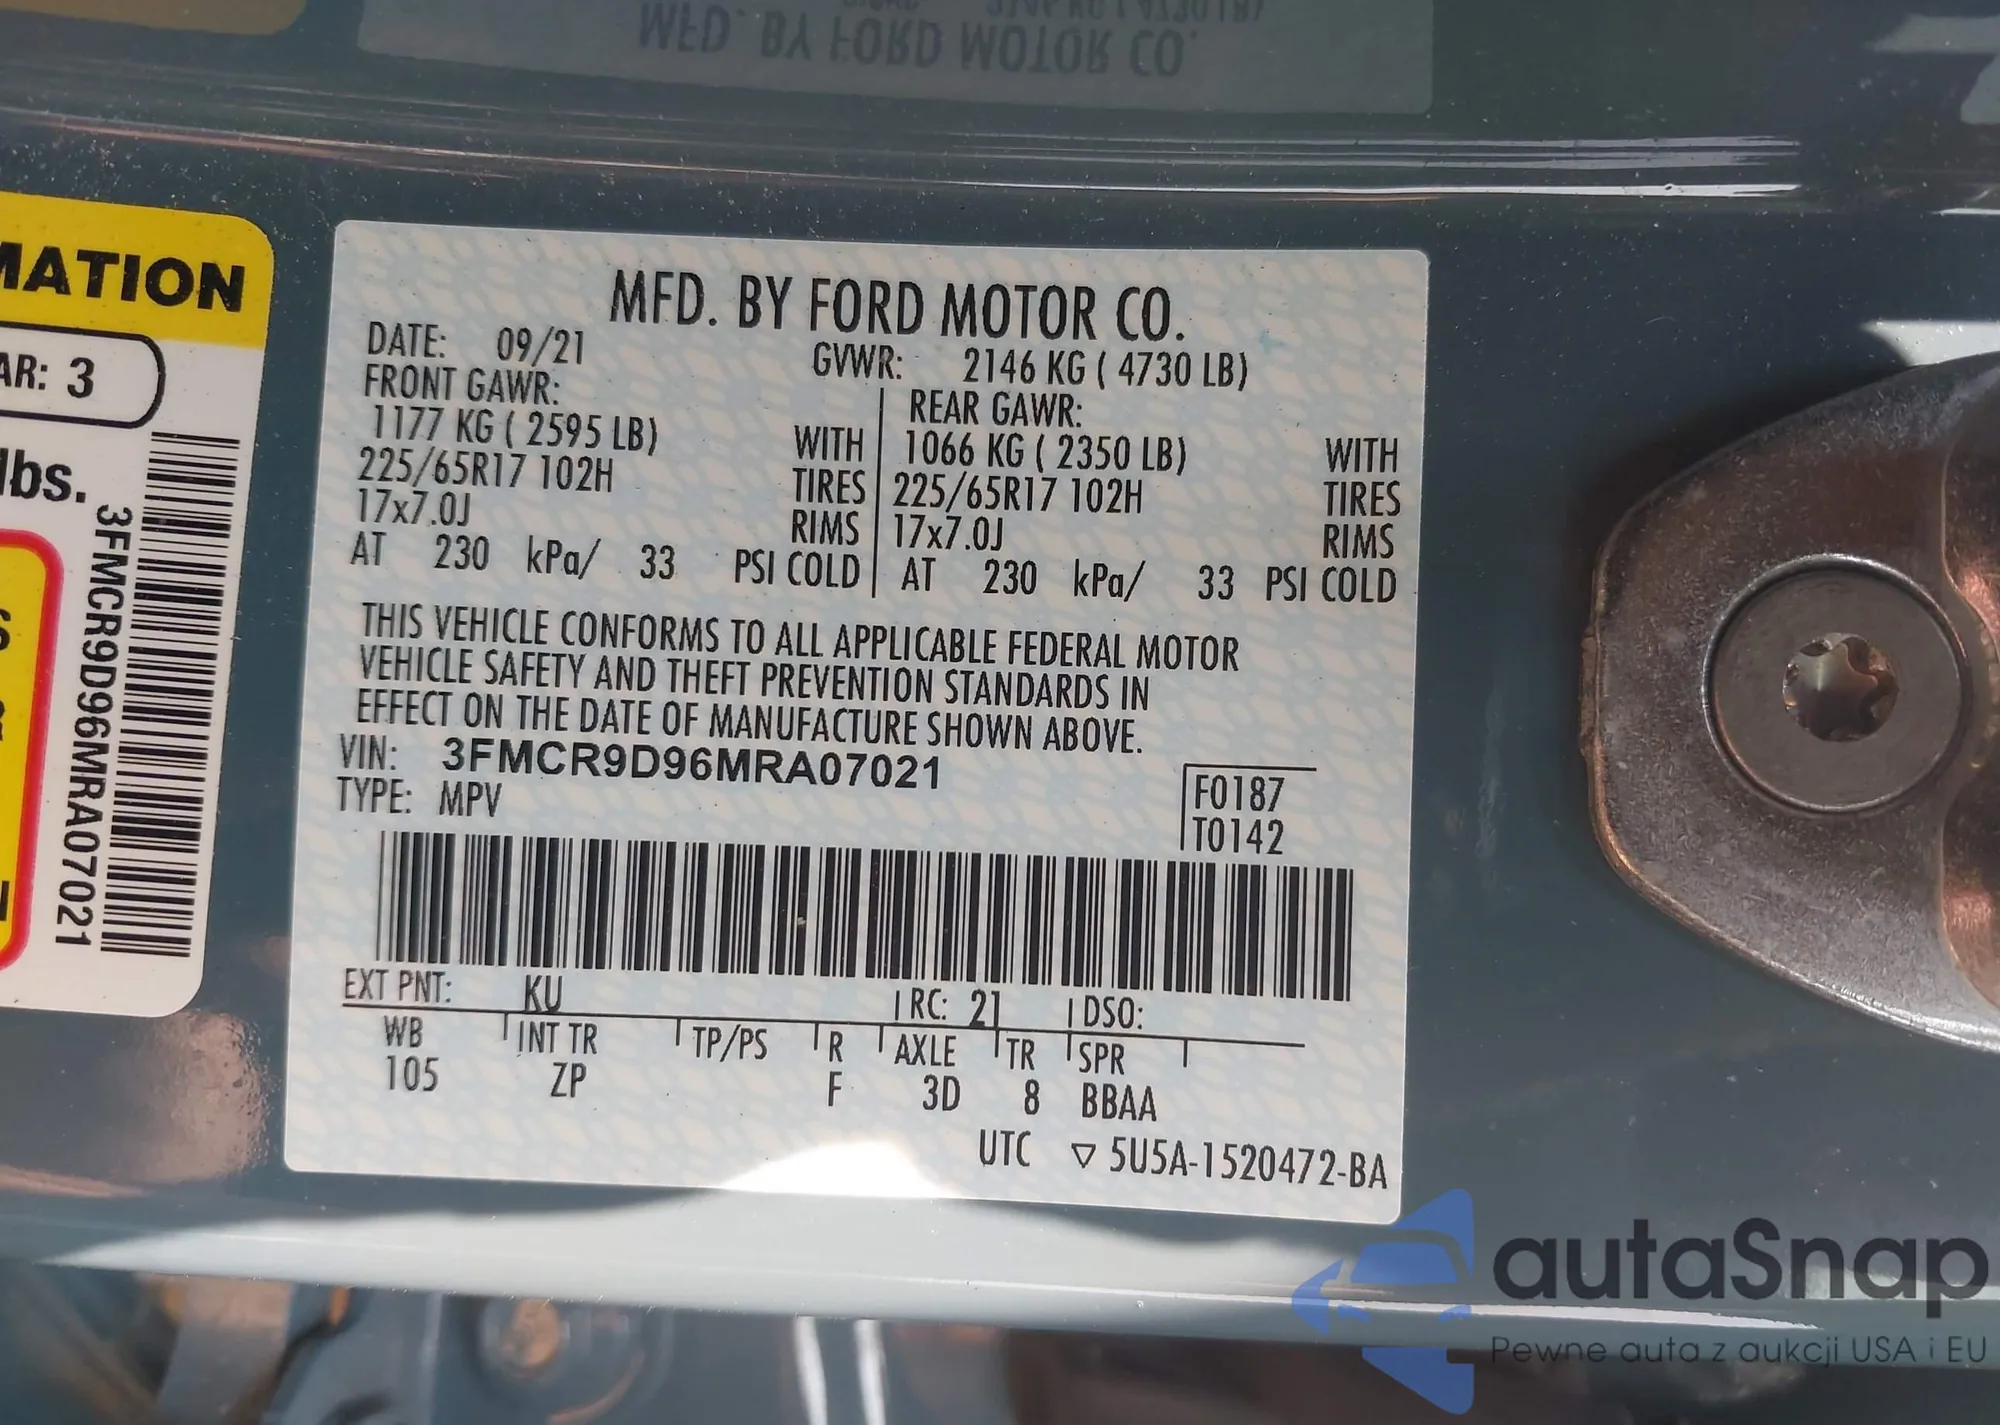 MFD. BY FORD MOTOR CO.
MATION
AR: 3
lbs.
3FMCR9D96MRA07021
MFD. BY FORD MOTOR CO.
DATE: 09/21 GVWR: 2146 KG ( 4730 LB)
FRONT GAWR: REAR GAWR:
1177 KG ( 2595 LB) WITH 1066 KG ( 2350 LB) WITH
225/65R17 102H TIRES 225/65R17 102H TIRES
17x7.0J RIMS 17x7.0J RIMS
AT 230 kPa/ 33 PSI COLD AT 230 kPa/ 33 PSI COLD
THIS VEHICLE CONFORMS TO ALL APPLICABLE FEDERAL MOTOR
VEHICLE SAFETY AND THEFT PREVENTION STANDARDS IN
EFFECT ON THE DATE OF MANUFACTURE SHOWN ABOVE.
VIN: 3FMCR9D96MRA07021
TYPE: MPV
F0187
T0142
EXT PNT: KU RC: 21 DSO:
WB INT TR TP/PS R AXLE TR SPR
105 ZP F 3D 8 BBAA
UTC ▽ 5U5A-1520472-BA
autaSnap
Pewne auta z aukcji USA i EU